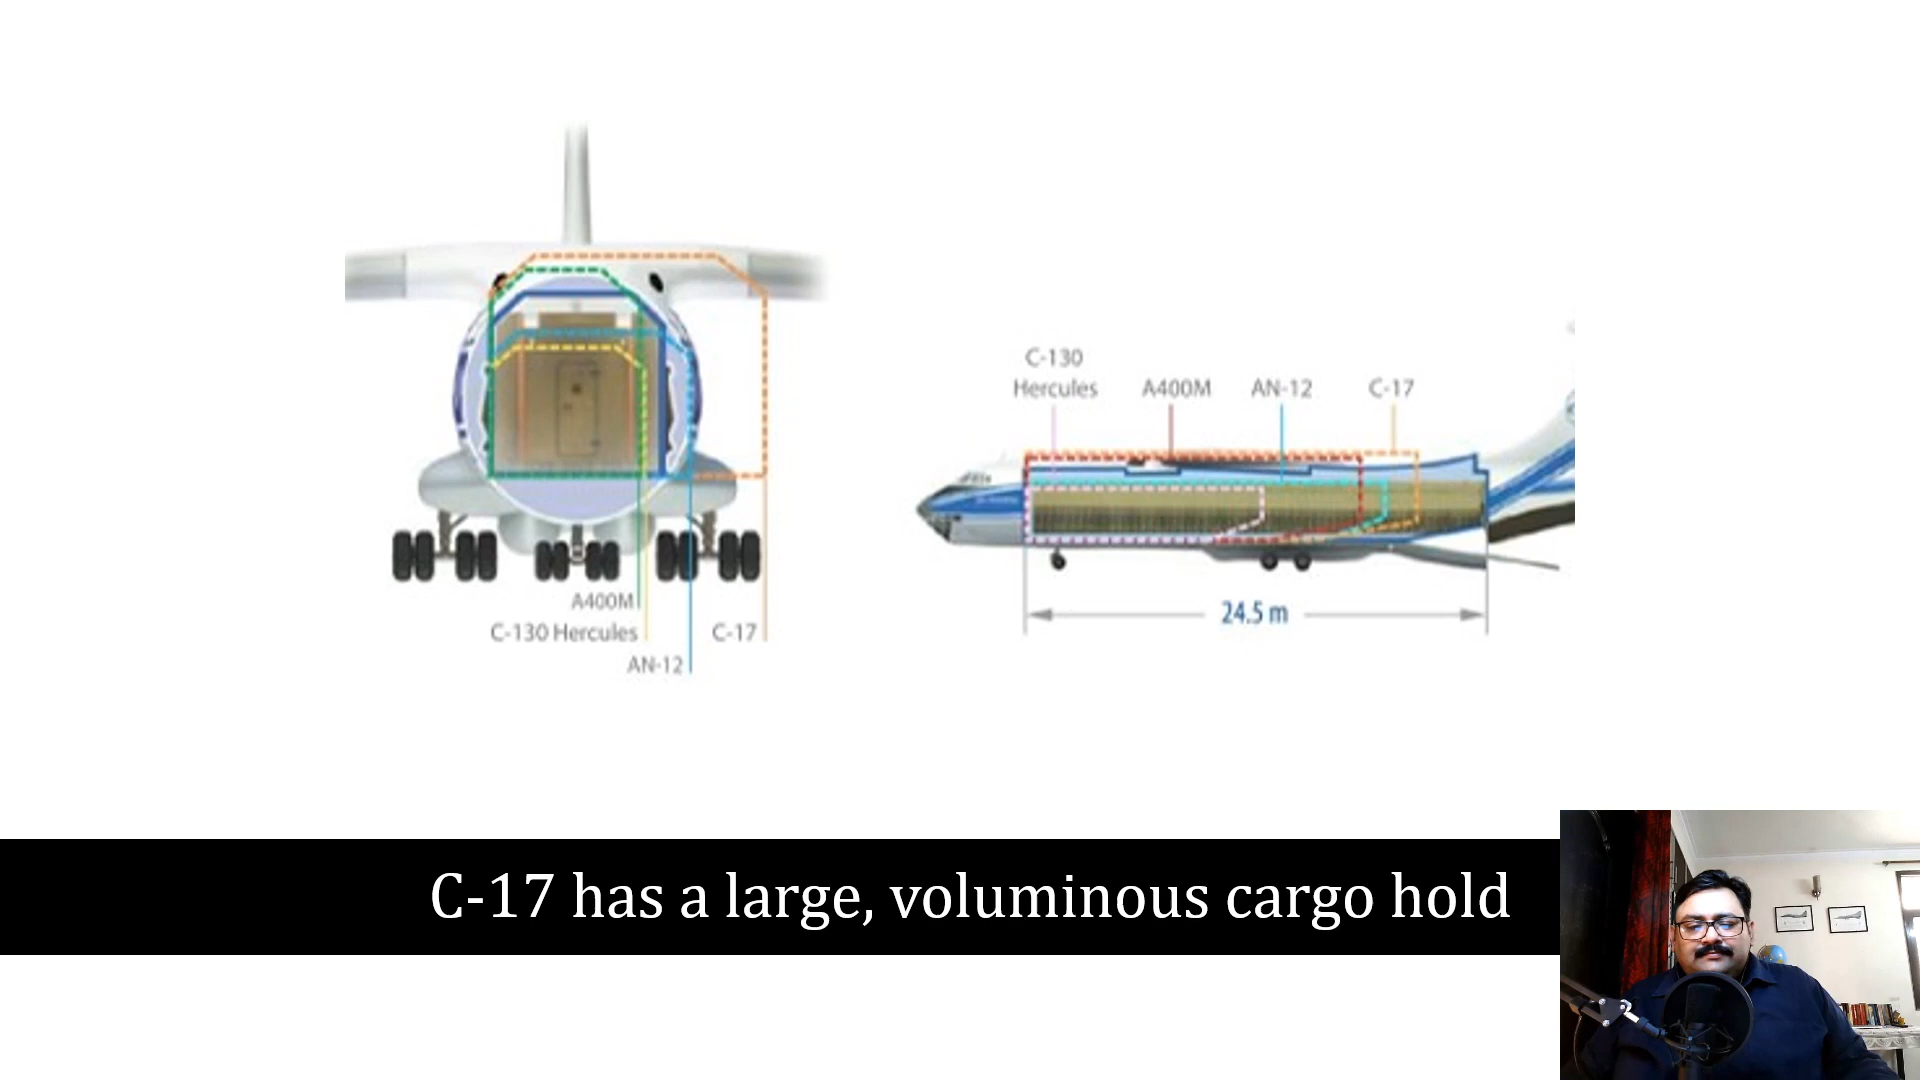 A400M
C-130 Hercules
C-17
AN-12
C-130
Hercules
A400M
AN-12
C-17
24.5 m
C-17 has a large, voluminous cargo hold